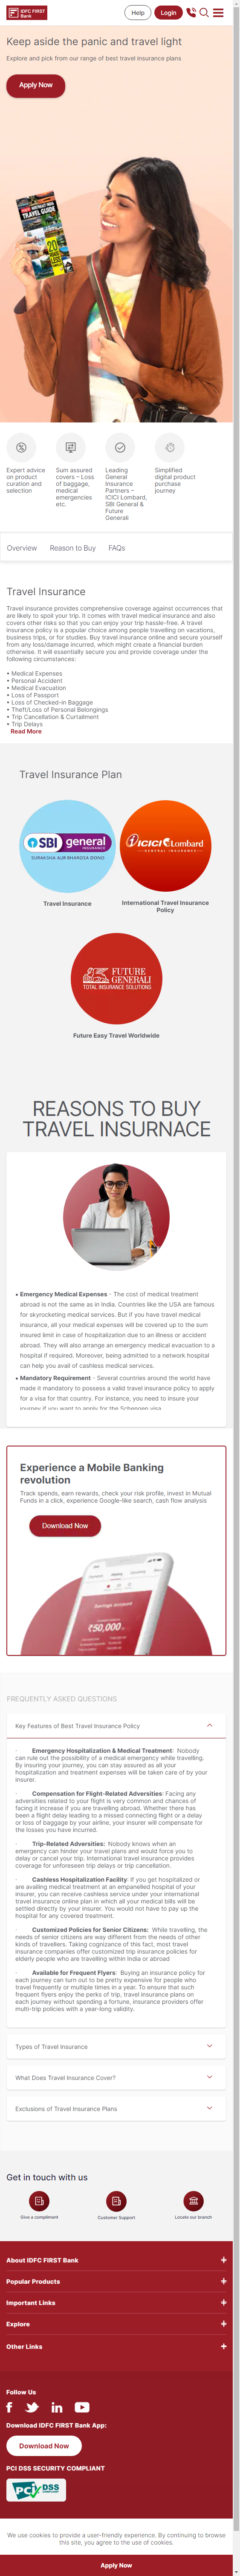 IDFC FIRST
Bank
Help
Login
Keep aside the panic and travel light
Explore and pick from our range of best travel insurance plans
Apply Now
TRAVEL
GUIDE
20
Expert advice
on product
curation and
selection
Sum assured
covers – Loss
of baggage,
medical
emergencies
etc.
Leading
General
Insurance
Partners –
ICICI Lombard,
SBI General &
Future
Generali
Simplified
digital product
purchase
journey
Overview
Reason to Buy
FAQs
Travel Insurance
Travel insurance provides comprehensive coverage against occurrences that
are likely to spoil your trip. It comes with travel medical insurance and also
covers other risks so that you can enjoy your trip hassle–free. A travel
insurance policy is a popular choice among people travelling on vacations,
business trips, or for studies. Buy travel insurance online and secure yourself
from any loss/damage incurred, which might create a financial burden
otherwise. It will essentially secure you and provide coverage under the
following circumstances:
• Medical Expenses
• Personal Accident
• Medical Evacuation
• Loss of Passport
• Loss of Checked-in Baggage
• Theft/Loss of Personal Belongings
• Trip Cancellation & Curtailment
• Trip Delays
Read More
Travel Insurance Plan
SBI general
INSURANCE
SURAKSHA AUR BHAROSA DONO
Travel Insurance
ICICI Lombard
GENERAL INSURANCE
International Travel Insurance
Policy
FUTURE
GENERALI
TOTAL INSURANCE SOLUTIONS
Future Easy Travel Worldwide
REASONS TO BUY
TRAVEL INSURNACE
• Emergency Medical Expenses - The cost of medical treatment
abroad is not the same as in India. Countries like the USA are famous
for skyrocketing medical services. But if you have travel medical
insurance, all your medical expenses will be covered up to the sum
insured limit in case of hospitalization due to an illness or accident
abroad. They will also arrange an emergency medical evacuation to a
hospital if required. Moreover, being admitted to a network hospital
can help you avail of cashless medical services.
• Mandatory Requirement - Several countries around the world have
made it mandatory to possess a valid travel insurance policy to apply
for a visa for that country. For instance, you need to insure your
journey if you want to apply for the Schengen visa.
Experience a Mobile Banking
revolution
Track spends, earn rewards, check your risk profile, invest in Mutual
Funds in a click, experience Google-like search, cash flow analysis
Download Now
Savings account
₹50,000
FREQUENTLY ASKED QUESTIONS
Key Features of Best Travel Insurance Policy
· Emergency Hospitalization & Medical Treatment: Nobody
can rule out the possibility of a medical emergency while travelling.
By insuring your journey, you can stay assured as all your
hospitalization and treatment expenses will be taken care of by your
insurer.
· Compensation for Flight-Related Adversities: Facing any
adversities related to your flight is very common and chances of
facing it increase if you are travelling abroad. Whether that has
been a flight delay leading to a missed connecting flight or a delay
or loss of baggage by your airline, your insurer will compensate for
the losses you have incurred.
· Trip-Related Adversities: Nobody knows when an
emergency can hinder your travel plans and would force you to
delay or cancel your trip. International travel insurance provides
coverage for unforeseen trip delays or trip cancellation.
· Cashless Hospitalization Facility: If you get hospitalized or
are availing medical treatment at an empanelled hospital of your
insurer, you can receive cashless service under your international
travel insurance online plan in which all your medical bills will be
settled directly by your insurer. You would not have to pay up the
hospital for any covered treatment.
· Customized Policies for Senior Citizens: While travelling, the
needs of senior citizens are way different from the needs of other
kinds of travellers. Taking cognizance of this fact, most travel
insurance companies offer customized trip insurance policies for
elderly people who are travelling within India or abroad
· Available for Frequent Flyers: Buying an insurance policy for
each journey can turn out to be pretty expensive for people who
travel frequently or multiple times in a year. To ensure that such
frequent flyers enjoy the perks of trip, travel insurance plans on
each journey without spending a fortune, insurance providers offer
multi-trip policies with a year-long validity.
Types of Travel Insurance
What Does Travel Insurance Cover?
Exclusions of Travel Insurance Plans
Get in touch with us
Give a compliment
Customer Support
Locate our branch
About IDFC FIRST Bank
Popular Products
Important Links
Explore
Other Links
Follow Us
Download IDFC FIRST Bank App:
Download Now
PCI DSS SECURITY COMPLIANT
PCI DSS
We use cookies to provide a user-friendly experience. By continuing to browse
this site, you agree to the use of cookies.
Apply Now